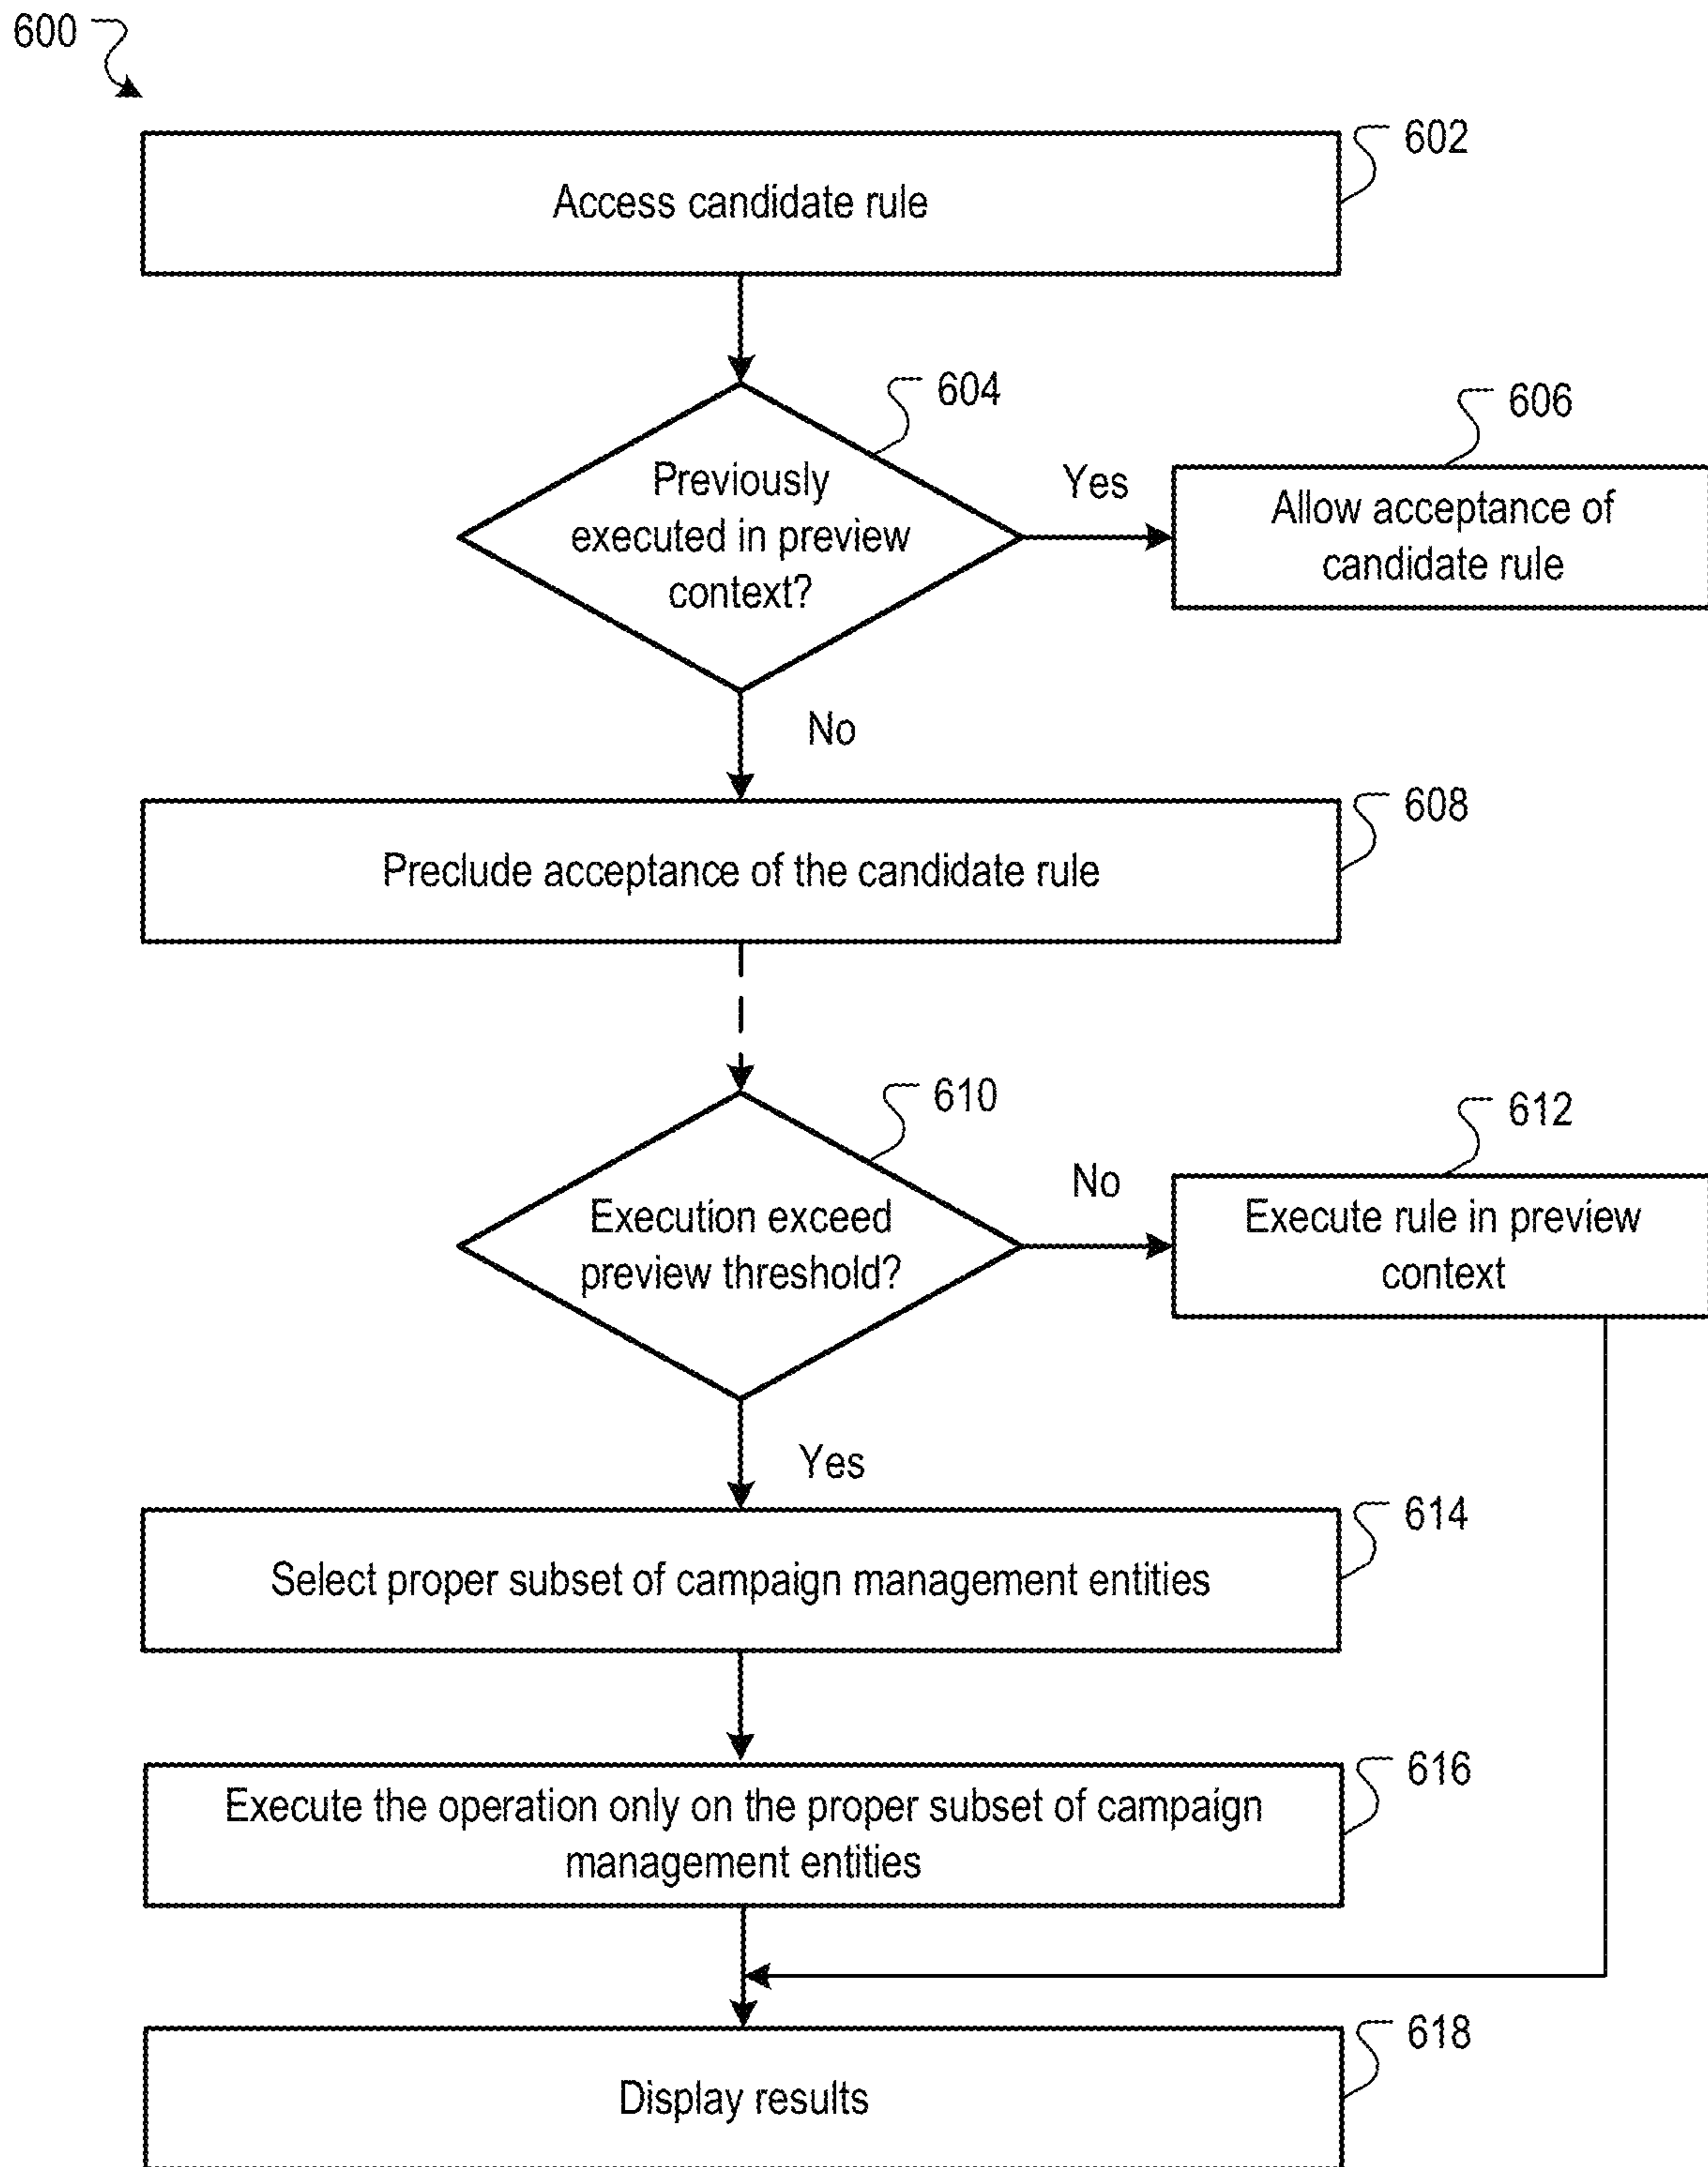 600
602
Access candidate rule
604
606
Previously
executed in preview
context?
Yes
Allow acceptance of
candidate rule
No
608
Preclude acceptance of the candidate rule
610
612
Execution exceed
preview threshold?
No
Execute rule in preview
context
Yes
614
Select proper subset of campaign management entities
616
Execute the operation only on the proper subset of campaign
management entities
618
Display results